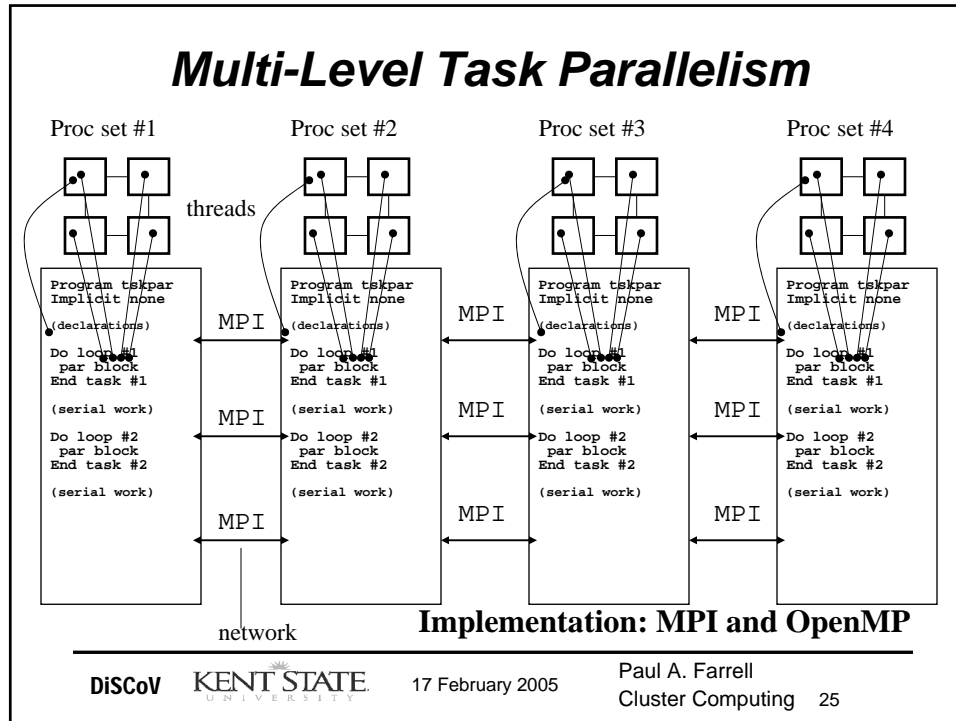 Multi-Level Task Parallelism
Proc set #1
Proc set #2
Proc set #3
Proc set #4
threads
Program tskpar
Implicit none
(declarations)
Do loop #1
par block
End task #1
(serial work)
Do loop #2
par block
End task #2
(serial work)
MPI
MPI
MPI
Program tskpar
Implicit none
(declarations)
Do loop #1
par block
End task #1
(serial work)
Do loop #2
par block
End task #2
(serial work)
MPI
MPI
MPI
Program tskpar
Implicit none
(declarations)
Do loop #1
par block
End task #1
(serial work)
Do loop #2
par block
End task #2
(serial work)
MPI
MPI
MPI
Program tskpar
Implicit none
(declarations)
Do loop #1
par block
End task #1
(serial work)
Do loop #2
par block
End task #2
(serial work)
network
Implementation: MPI and OpenMP
DiSCoV
KENT STATE
UNIVERSITY
17 February 2005
Paul A. Farrell
Cluster Computing 25